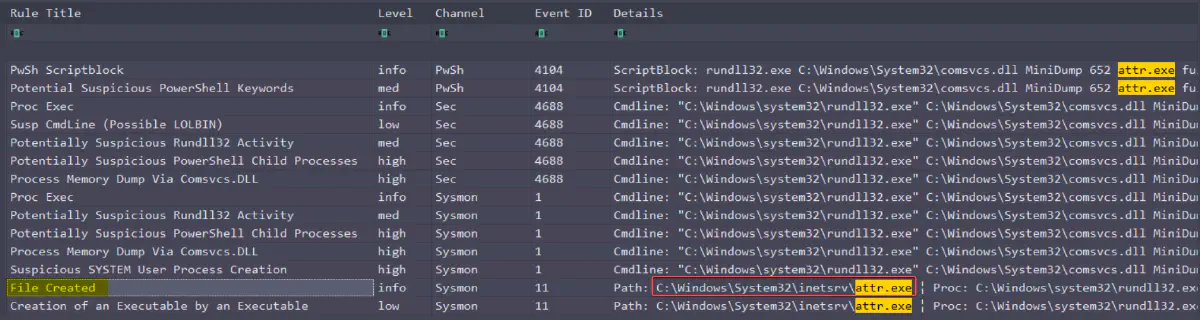 Rule Title Level Channel Event ID Details
PwSh Scriptblock info PwSh 4104 ScriptBlock: rundll32.exe C:\Windows\System32\comsvcs.dll MiniDump 652 attr.exe fu
Potential Suspicious PowerShell Keywords med PwSh 4104 ScriptBlock: rundll32.exe C:\Windows\System32\comsvcs.dll MiniDump 652 attr.exe fu
Proc Exec info Sec 4688 Cmdline: "C:\Windows\system32\rundll32.exe" C:\Windows\System32\comsvcs.dll MiniDu
Susp CmdLine (Possible LOLBIN) low Sec 4688 Cmdline: "C:\Windows\system32\rundll32.exe" C:\Windows\System32\comsvcs.dll MiniDu
Potentially Suspicious Rundll32 Activity med Sec 4688 Cmdline: "C:\Windows\system32\rundll32.exe" C:\Windows\System32\comsvcs.dll MiniDu
Potentially Suspicious PowerShell Child Processes high Sec 4688 Cmdline: "C:\Windows\system32\rundll32.exe" C:\Windows\System32\comsvcs.dll MiniDu
Process Memory Dump Via Comsvcs.DLL high Sec 4688 Cmdline: "C:\Windows\system32\rundll32.exe" C:\Windows\System32\comsvcs.dll MiniDu
Proc Exec info Sysmon 1 Cmdline: "C:\Windows\system32\rundll32.exe" C:\Windows\System32\comsvcs.dll MiniDu
Potentially Suspicious Rundll32 Activity med Sysmon 1 Cmdline: "C:\Windows\system32\rundll32.exe" C:\Windows\System32\comsvcs.dll MiniDu
Potentially Suspicious PowerShell Child Processes high Sysmon 1 Cmdline: "C:\Windows\system32\rundll32.exe" C:\Windows\System32\comsvcs.dll MiniDu
Process Memory Dump Via Comsvcs.DLL high Sysmon 1 Cmdline: "C:\Windows\system32\rundll32.exe" C:\Windows\System32\comsvcs.dll MiniDu
Suspicious SYSTEM User Process Creation high Sysmon 1 Cmdline: "C:\Windows\system32\rundll32.exe" C:\Windows\System32\comsvcs.dll MiniDu
File Created info Sysmon 11 Path: C:\Windows\System32\inetsrv\attr.exe ¦ Proc: C:\Windows\system32\rundll32.e
Creation of an Executable by an Executable low Sysmon 11 Path: C:\Windows\System32\inetsrv\attr.exe ¦ Proc: C:\Windows\system32\rundll32.e